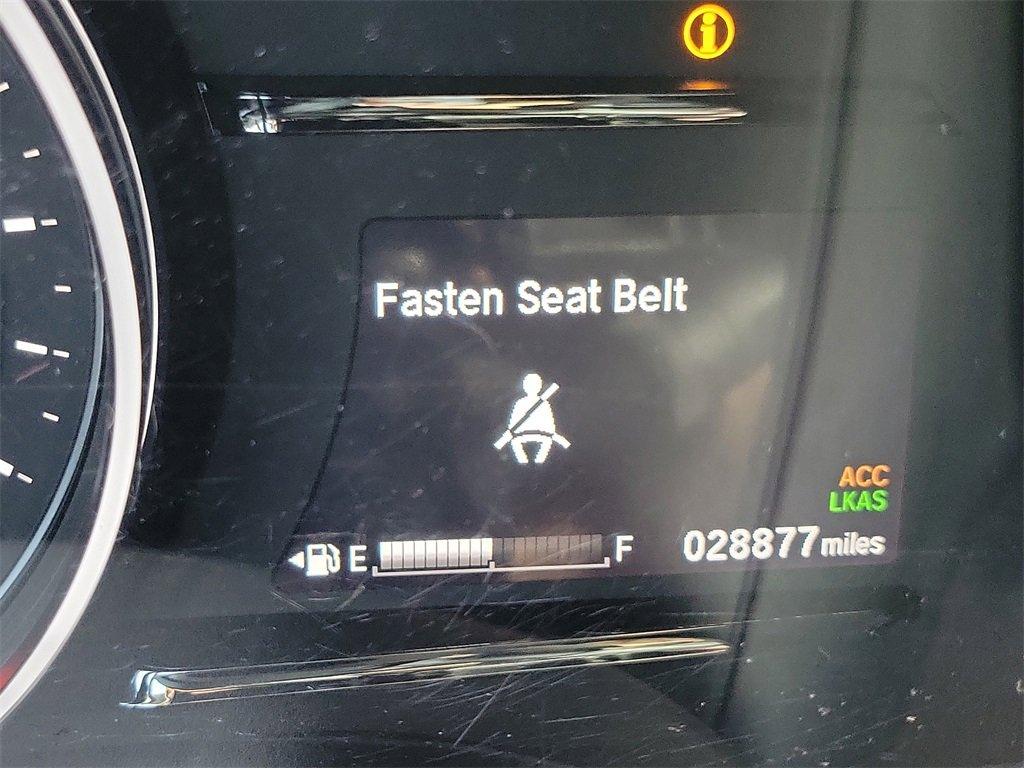 i
Fasten Seat Belt
ACC
LKAS
E F 028877 miles